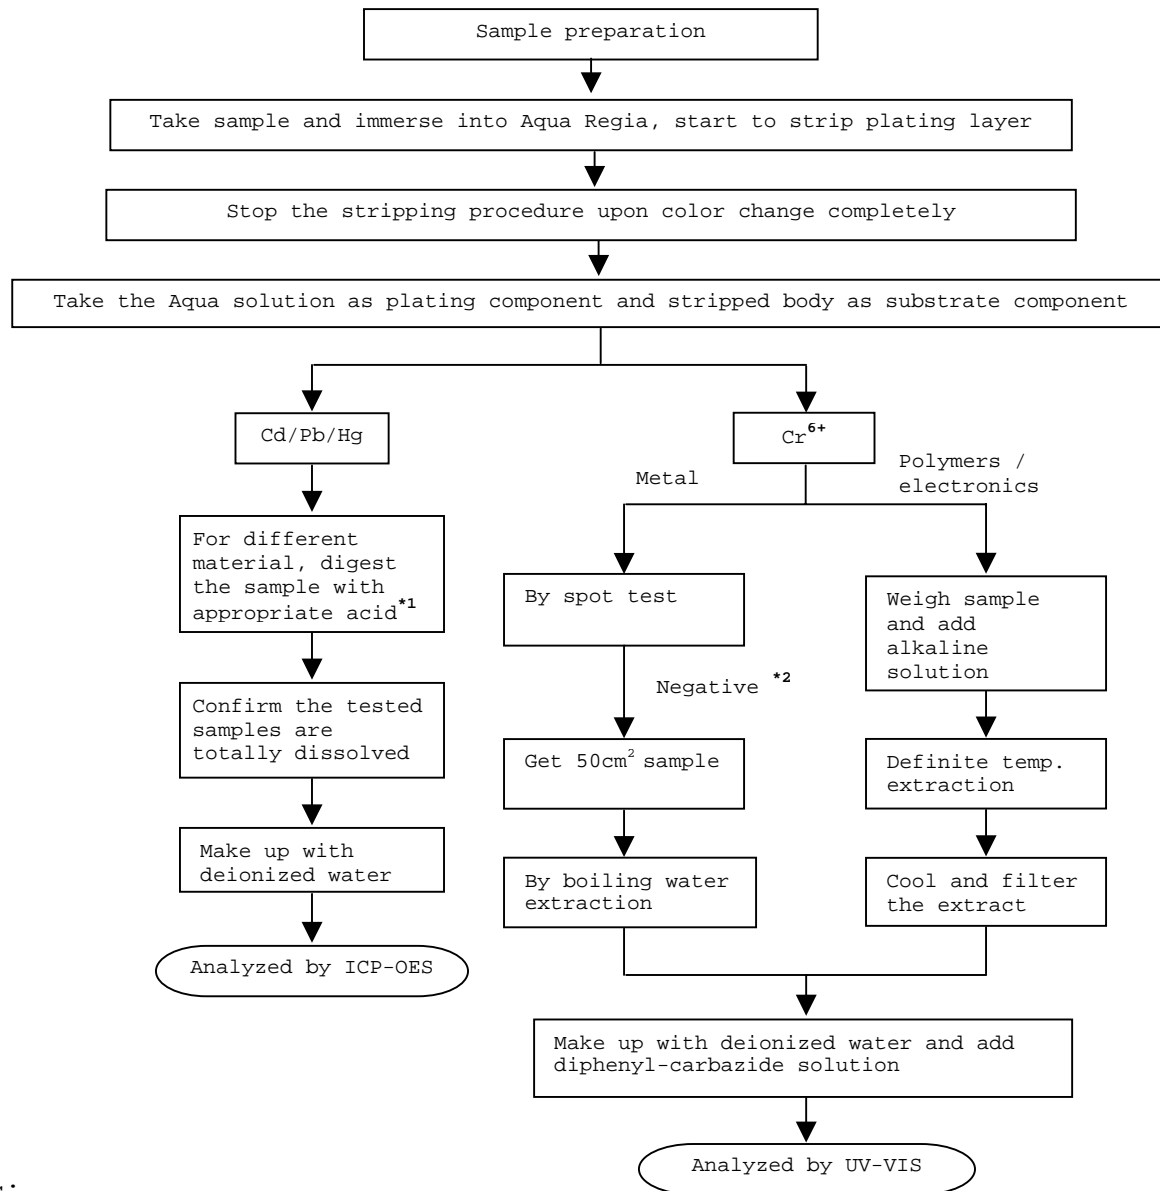 Sample preparation
Take sample and immerse into Aqua Regia, start to strip plating layer
Stop the stripping procedure upon color change completely
Take the Aqua solution as plating component and stripped body as substrate component
Cd/Pb/Hg
Cr6+
Metal
Polymers /
electronics
For different
material, digest
the sample with
appropriate acid*1
By spot test
Weigh sample
and add
alkaline
solution
Negative *2
Confirm the tested
samples are
totally dissolved
Get 50cm2 sample
Definite temp.
extraction
Make up with
deionized water
By boiling water
extraction
Cool and filter
the extract
Analyzed by ICP-OES
Make up with deionized water and add
diphenyl-carbazide solution
Analyzed by UV-VIS